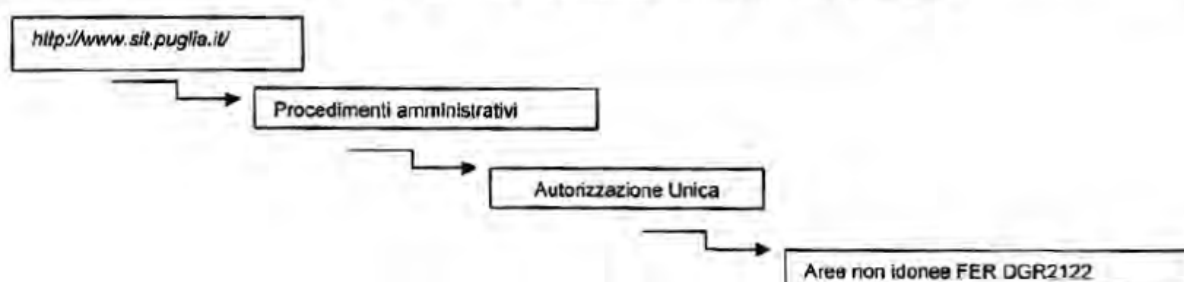 http://www.sit.puglia.it/
Procedimenti amministrativi
Autorizzazione Unica
Aree non idonee FER DGR2122